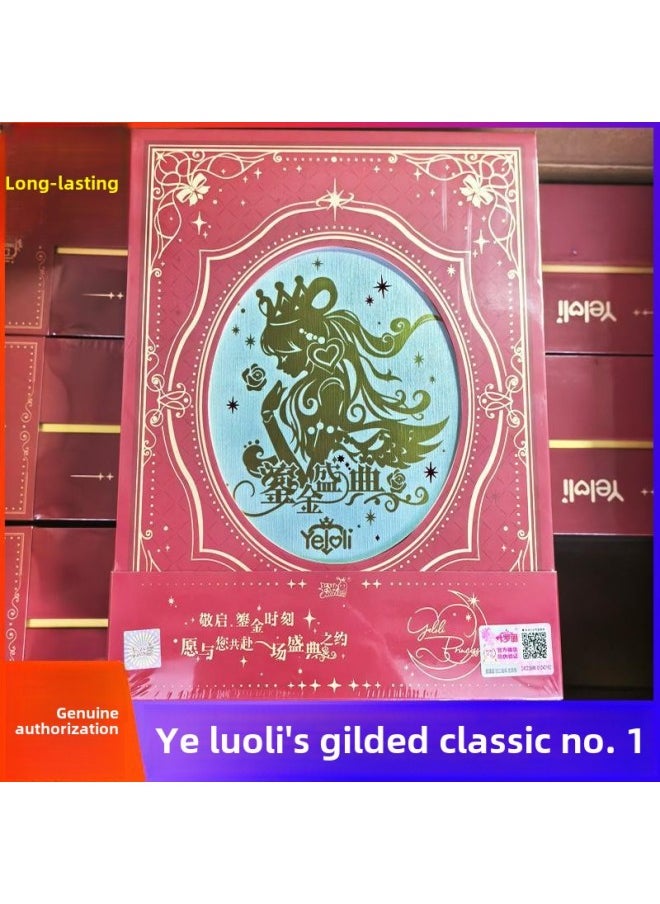 Long-lasting
Yeloli
Yeloli
鎏金盛典
Yeloli
敬启.鎏金时刻
愿与您共赴一场盛典之约
Genuine
authorization
Ye luoli's gilded classic no. 1